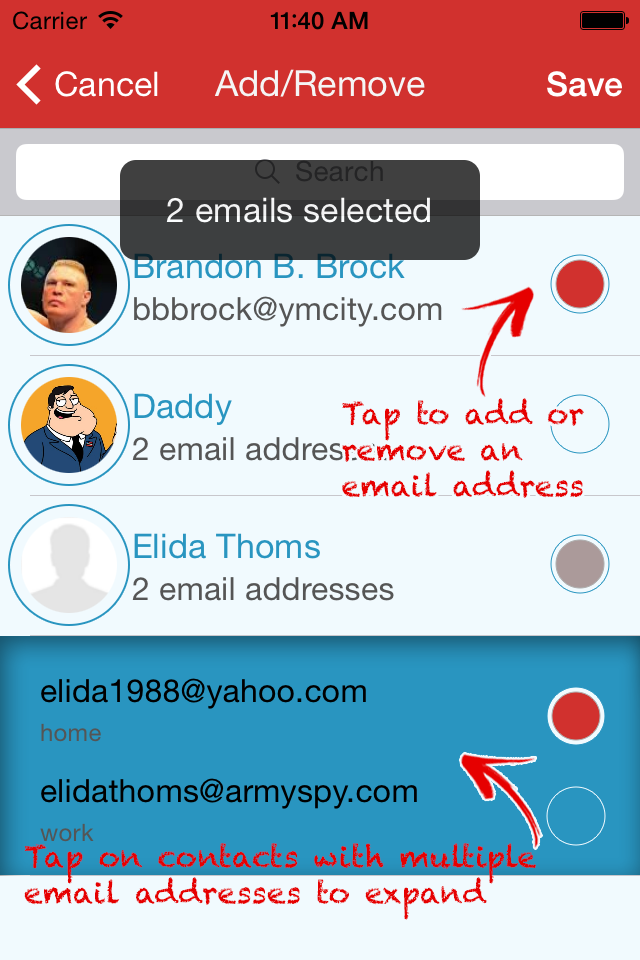 Carrier 11:40 AM
Cancel Add/Remove Save
Search
2 emails selected
Brandon B. Brock
bbbrock@ymcity.com
Daddy
2 email addres
Tap to add or
remove an
email address
Elida Thoms
2 email addresses
elida1988@yahoo.com
home
elidathoms@armyspy.com
work
Tap on contacts with multiple
email addresses to expand